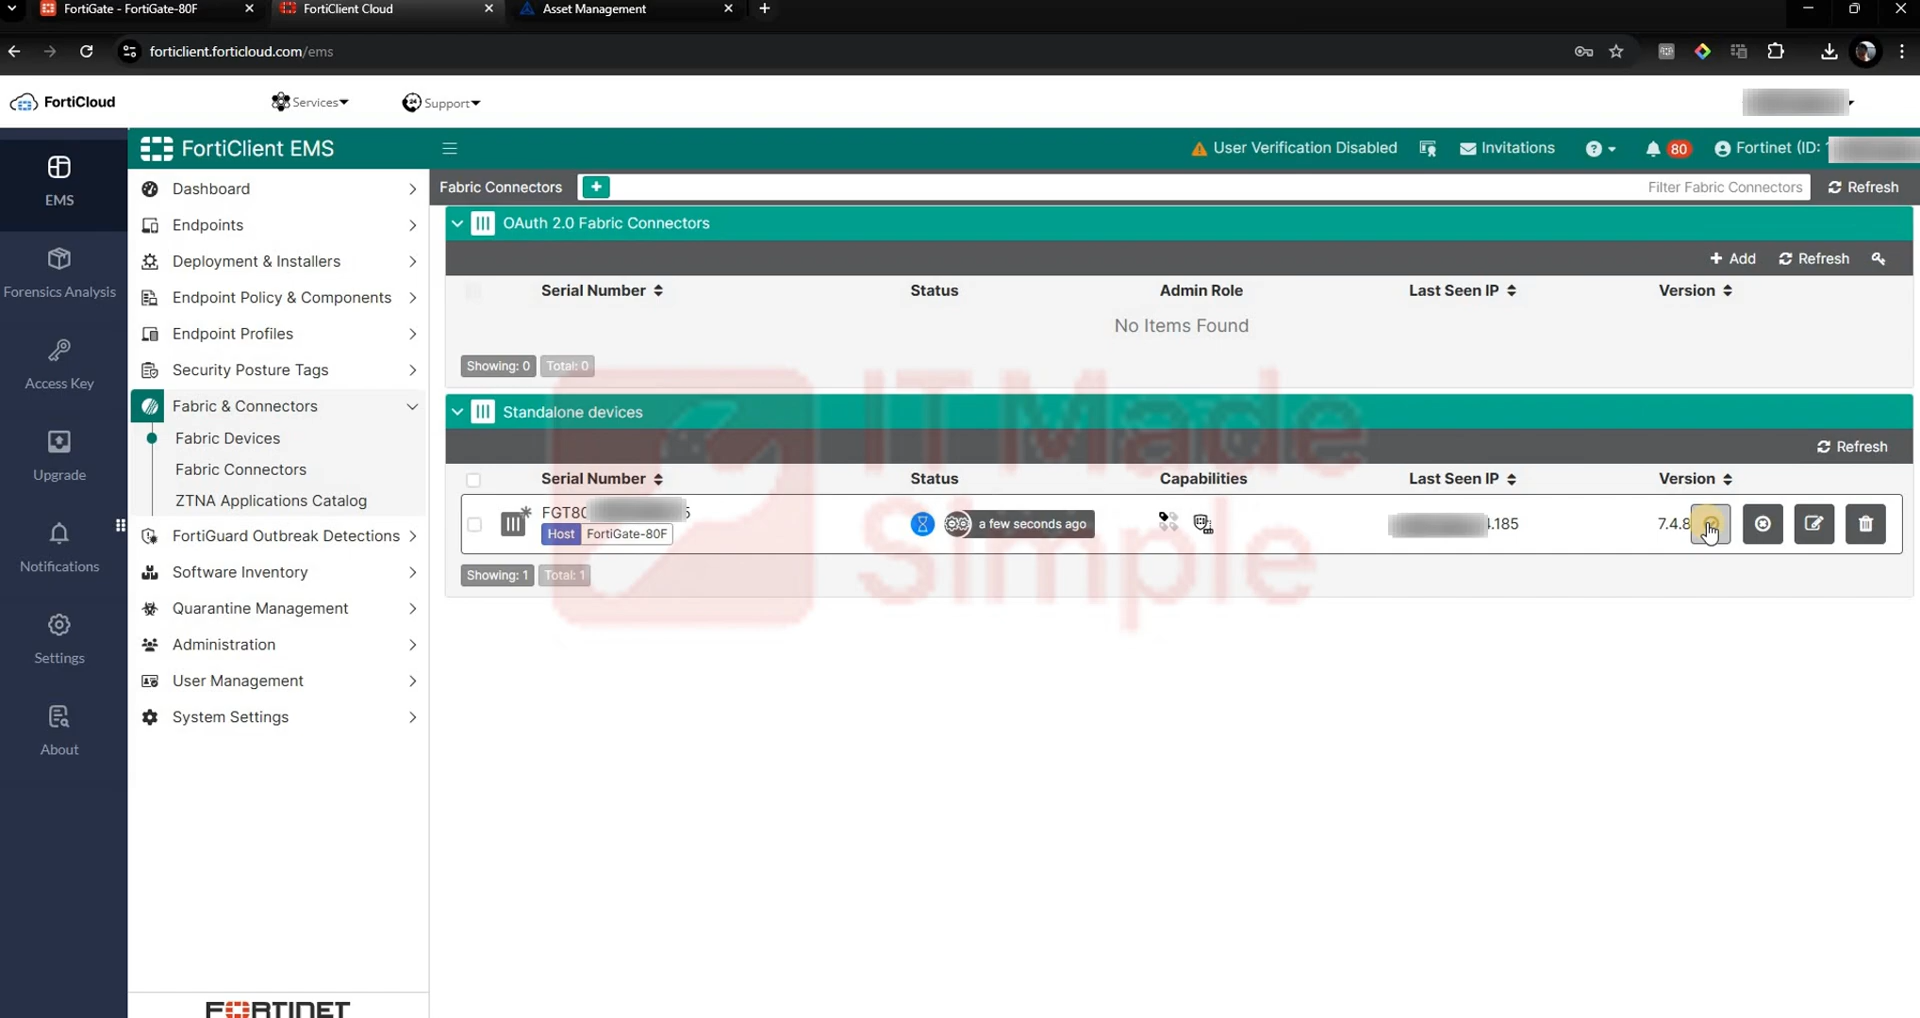 FortiGate - FortiGate-80F
FortiClient Cloud
Asset Management
forticlient.forticloud.com/ems
FortiCloud
Services
Support
EMS
Forensics Analysis
Access Key
Upgrade
Notifications
Settings
About
FortiClient EMS
User Verification Disabled
Invitations
80
Fortinet (ID:
Dashboard
Endpoints
Deployment & Installers
Endpoint Policy & Components
Endpoint Profiles
Security Posture Tags
Fabric & Connectors
Fabric Devices
Fabric Connectors
ZTNA Applications Catalog
FortiGuard Outbreak Detections
Software Inventory
Quarantine Management
Administration
User Management
System Settings
FORTINET
Fabric Connectors
Filter Fabric Connectors
Refresh
OAuth 2.0 Fabric Connectors
Add Refresh
Serial Number Status Admin Role Last Seen IP Version
No Items Found
Showing: 0 Total: 0
Standalone devices
Refresh
Serial Number Status Capabilities Last Seen IP Version
FGT80
Host FortiGate-80F
a few seconds ago
.185
7.4.8
Showing: 1 Total: 1
IT Made
Simple